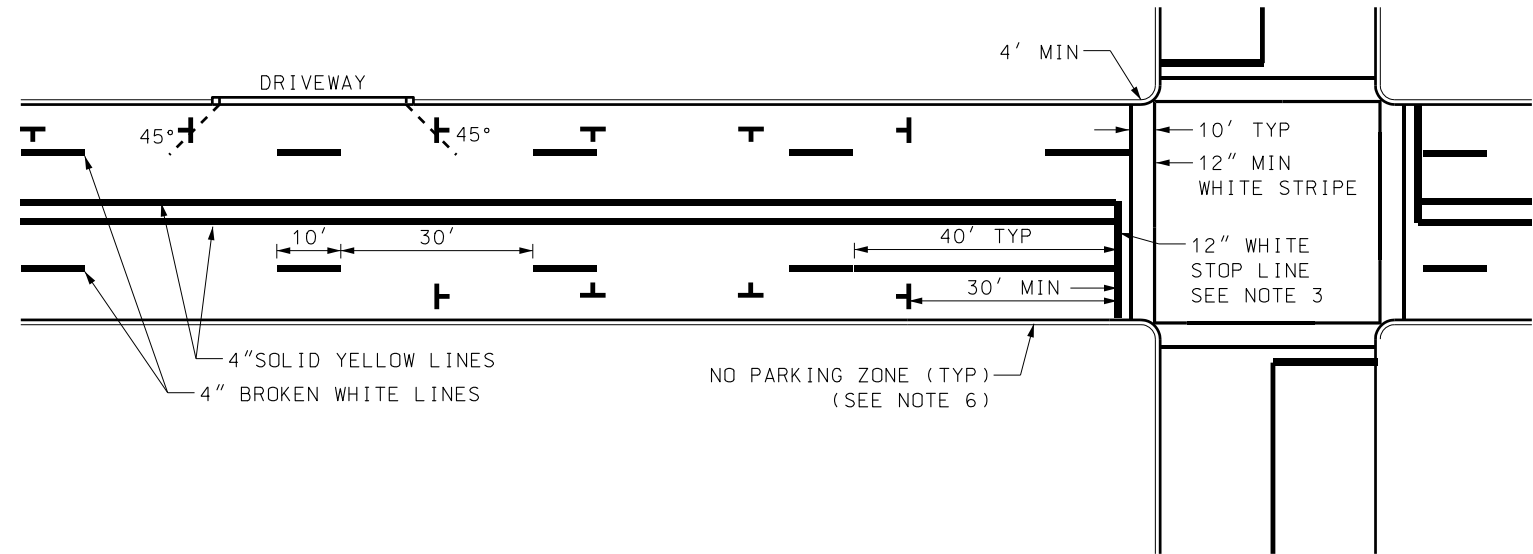 4' MIN
DRIVEWAY
45°
45°
10' TYP
12" MIN
WHITE STRIPE
10'
30'
40' TYP
12" WHITE
STOP LINE
SEE NOTE 3
30' MIN
4"SOLID YELLOW LINES
4" BROKEN WHITE LINES
NO PARKING ZONE (TYP)
(SEE NOTE 6)